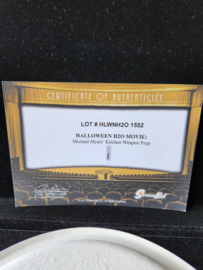 CERTIFICATE OF AUTHENTICITY
LOT # HLWNH2O 1552
HALLOWEEN H2O MOVIE:
Michael Myers' Kitchen Weapon Prop